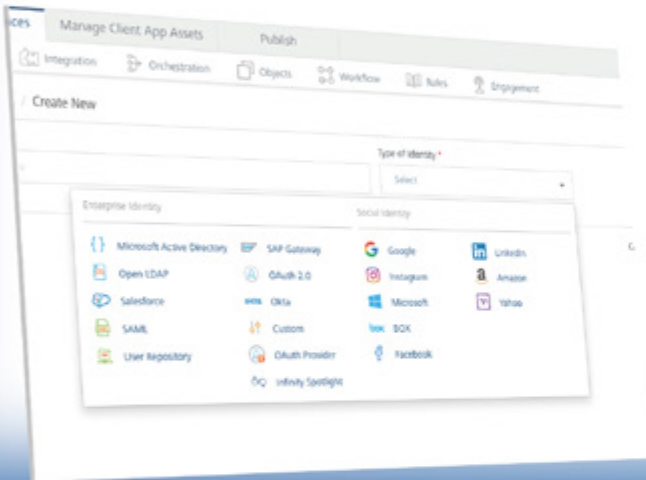 ices Manage Client App Assets Publish
Integration Orchestration Objects Workflow Rules Engagement
/ Create New
Type of Identity *
Select
Enterprise Identity Social Identity
Microsoft Active Directory SAP Gateway Google LinkedIn
Open LDAP OAuth 2.0 Instagram Amazon
Salesforce Okta Microsoft Yahoo
SAML Custom BOX
User Repository OAuth Provider Facebook
Infinity Spotlight